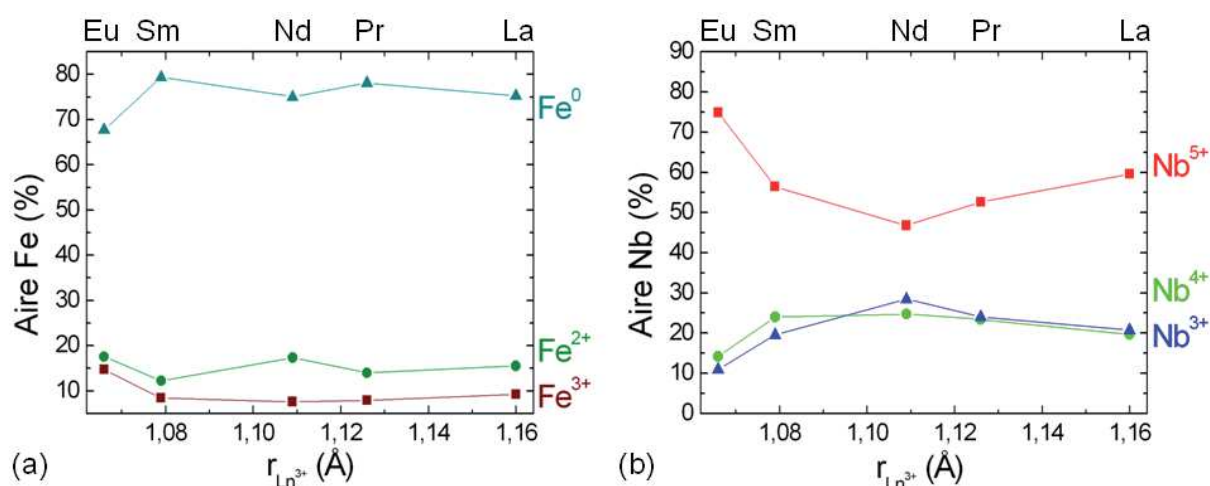 Eu Sm Nd Pr La
Aire Fe (%)
80
70
60
50
40
30
20
10
Fe⁰
Fe²⁺
Fe³⁺
1,08 1,10 1,12 1,14 1,16
(a) r Ln³⁺ (Å)
Eu Sm Nd Pr La
Aire Nb (%)
90
80
70
60
50
40
30
20
10
0
Nb⁵⁺
Nb⁴⁺
Nb³⁺
1,08 1,10 1,12 1,14 1,16
(b) r Ln³⁺ (Å)